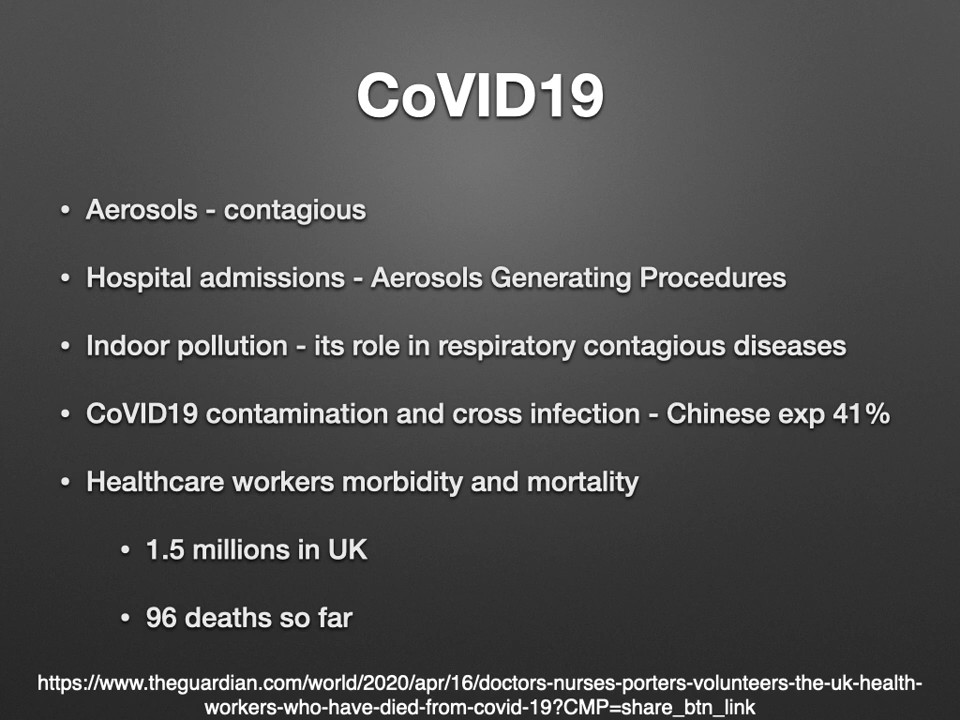 CoVID19
• Aerosols - contagious
• Hospital admissions - Aerosols Generating Procedures
• Indoor pollution - its role in respiratory contagious diseases
• CoVID19 contamination and cross infection - Chinese exp 41%
• Healthcare workers morbidity and mortality
• 1.5 millions in UK
• 96 deaths so far
https://www.theguardian.com/world/2020/apr/16/doctors-nurses-porters-volunteers-the-uk-health-
workers-who-have-died-from-covid-19?CMP=share_btn_link